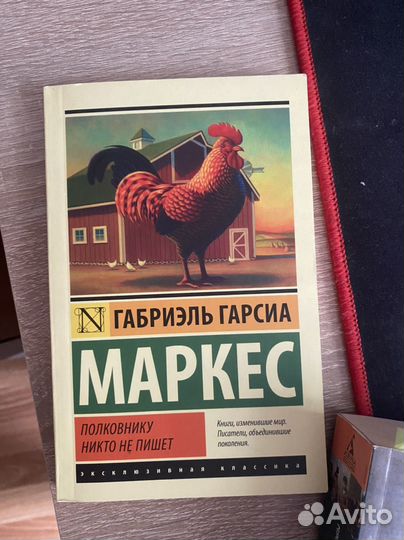 N
ГАБРИЭЛЬ ГАРСИА
МАРКЕС
ПОЛКОВНИКУ
НИКТО НЕ ПИШЕТ
Книги, изменившие мир.
Писатели, объединившие
поколения.
эксклюзивная классика
Avito